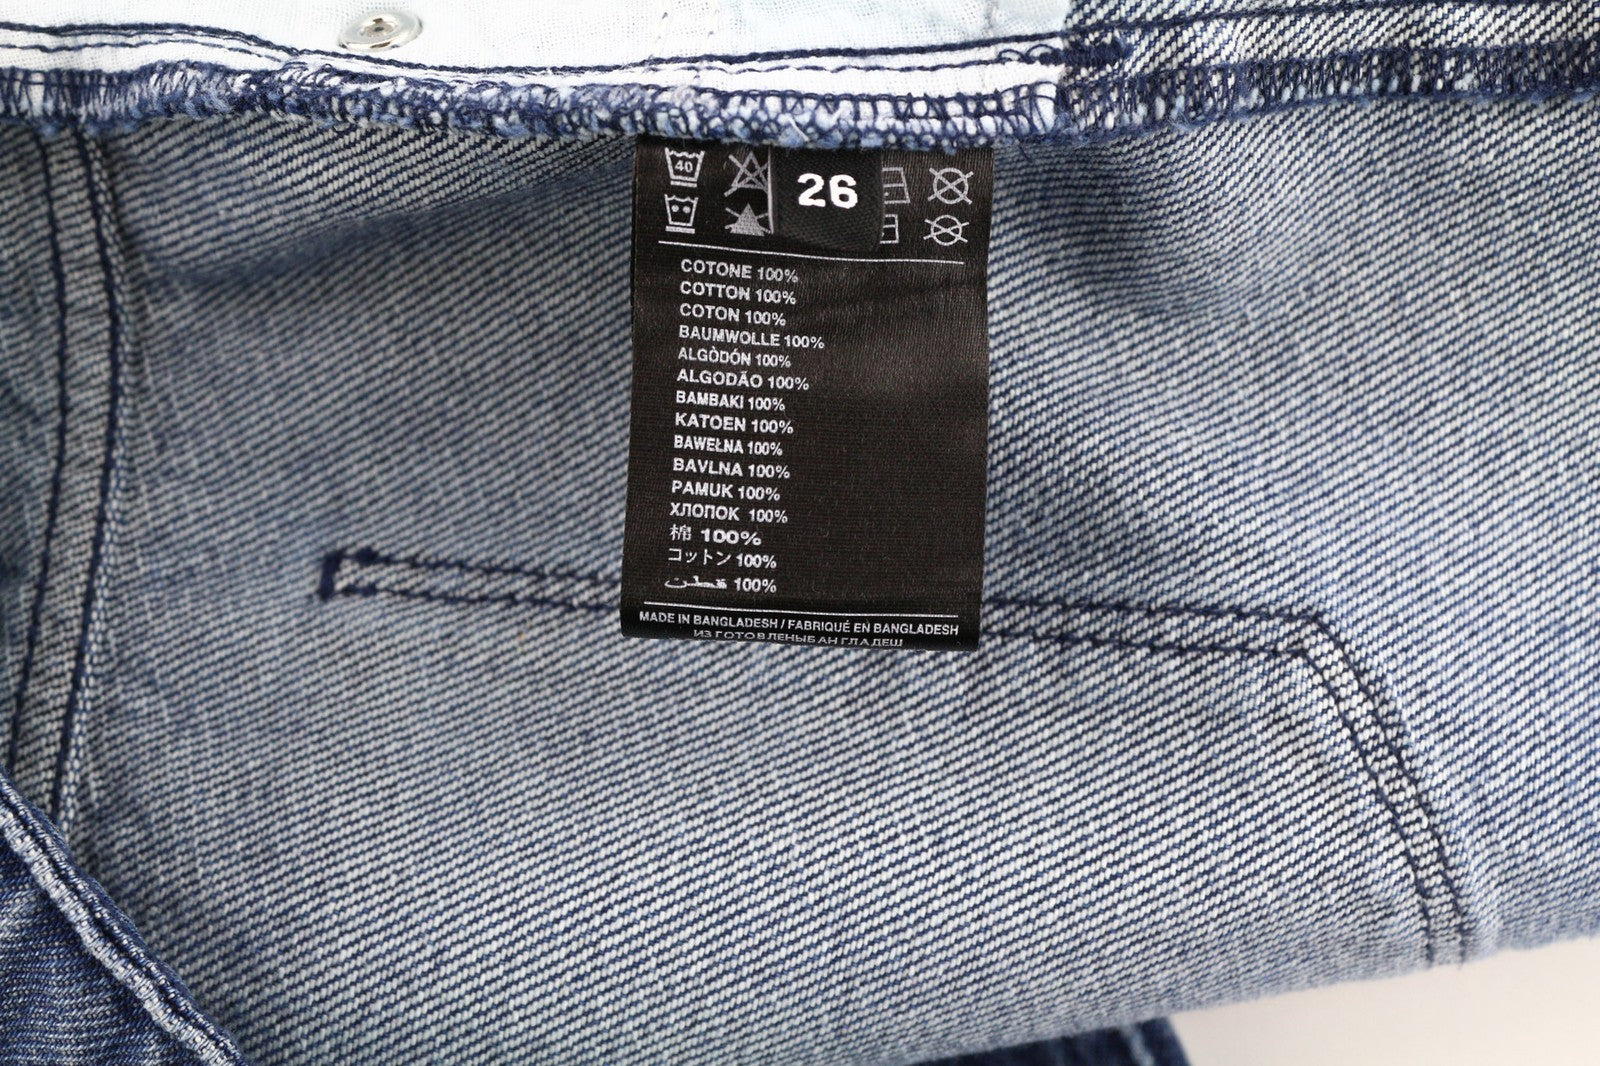 40
26
COTONE 100%
COTTON 100%
COTON 100%
BAUMWOLLE 100%
ALGÒDÓN 100%
ALGODÃO 100%
BAMBAKI 100%
KATOEN 100%
BAWEŁNA 100%
BAVLNA 100%
PAMUK 100%
ХЛОПОК 100%
棉 100%
コットン 100%
قطن 100%
MADE IN BANGLADESH / FABRIQUÉ EN BANGLADESH
ИЗГОТОВЛЕНЫБАНГЛАДЕШ